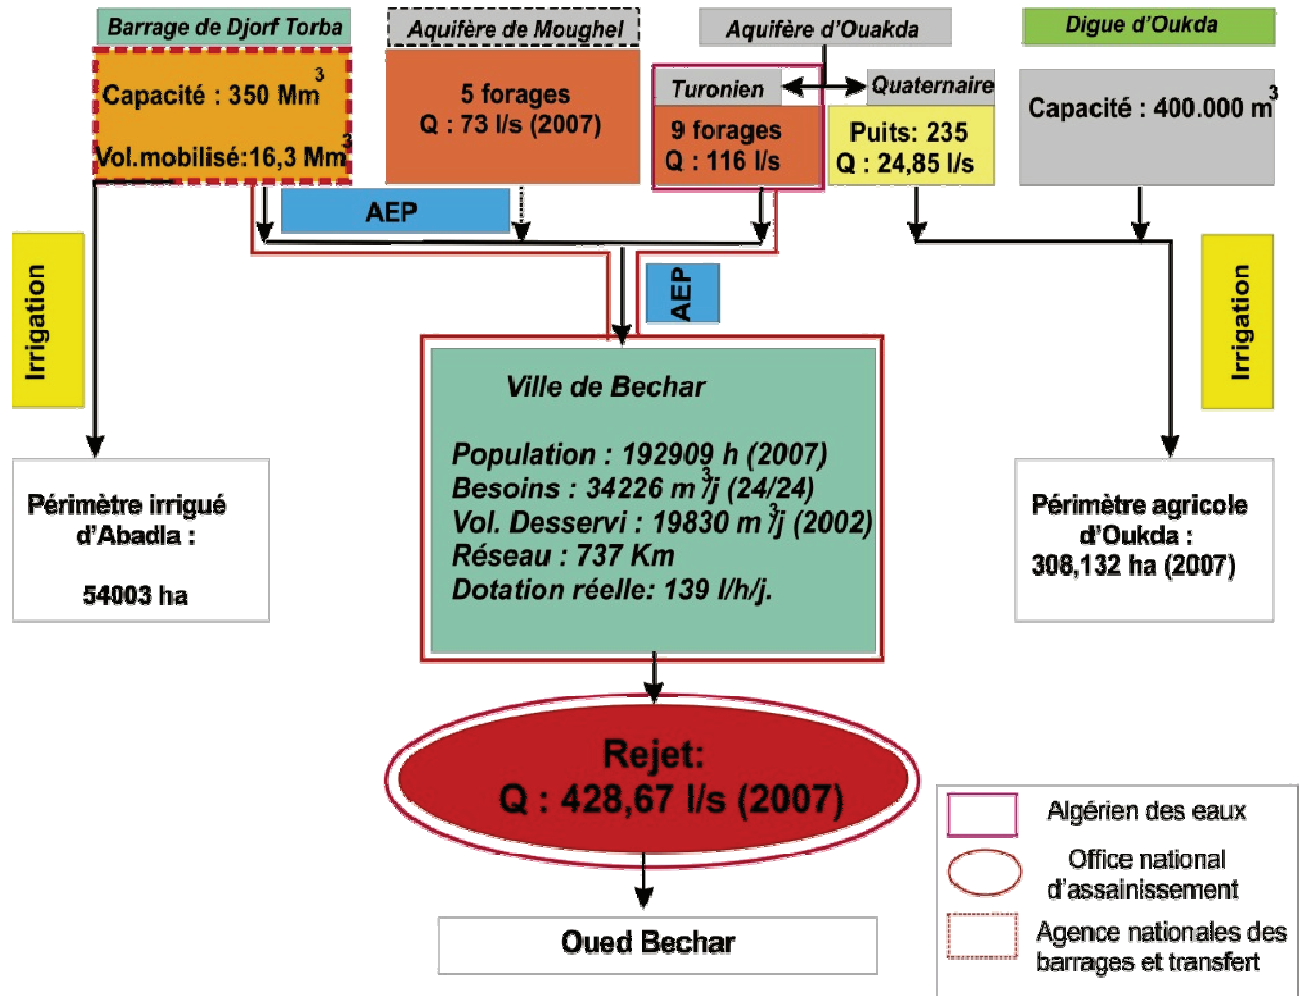 Barrage de Djorf Torba
Capacité : 350 Mm3
Vol.mobilisé:16,3 Mm3
Aquifère de Moughel
5 forages
Q : 73 l/s (2007)
Aquifère d'Ouakda
Turonien
9 forages
Q : 116 l/s
Quaternaire
Puits: 235
Q : 24,85 l/s
Digue d'Oukda
Capacité : 400.000 m3
AEP
AEP
Irrigation
Irrigation
Ville de Bechar
Population : 192909 h (2007)
Besoins : 34226 m3/j (24/24)
Vol. Desservi : 19830 m3/j (2002)
Réseau : 737 Km
Dotation réelle: 139 l/h/j.
Périmètre irrigué
d'Abadla :
54003 ha
Périmètre agricole
d'Oukda :
308,132 ha (2007)
Rejet:
Q : 428,67 l/s (2007)
Oued Bechar
Algérien des eaux
Office national
d'assainissement
Agence nationales des
barrages et transfert